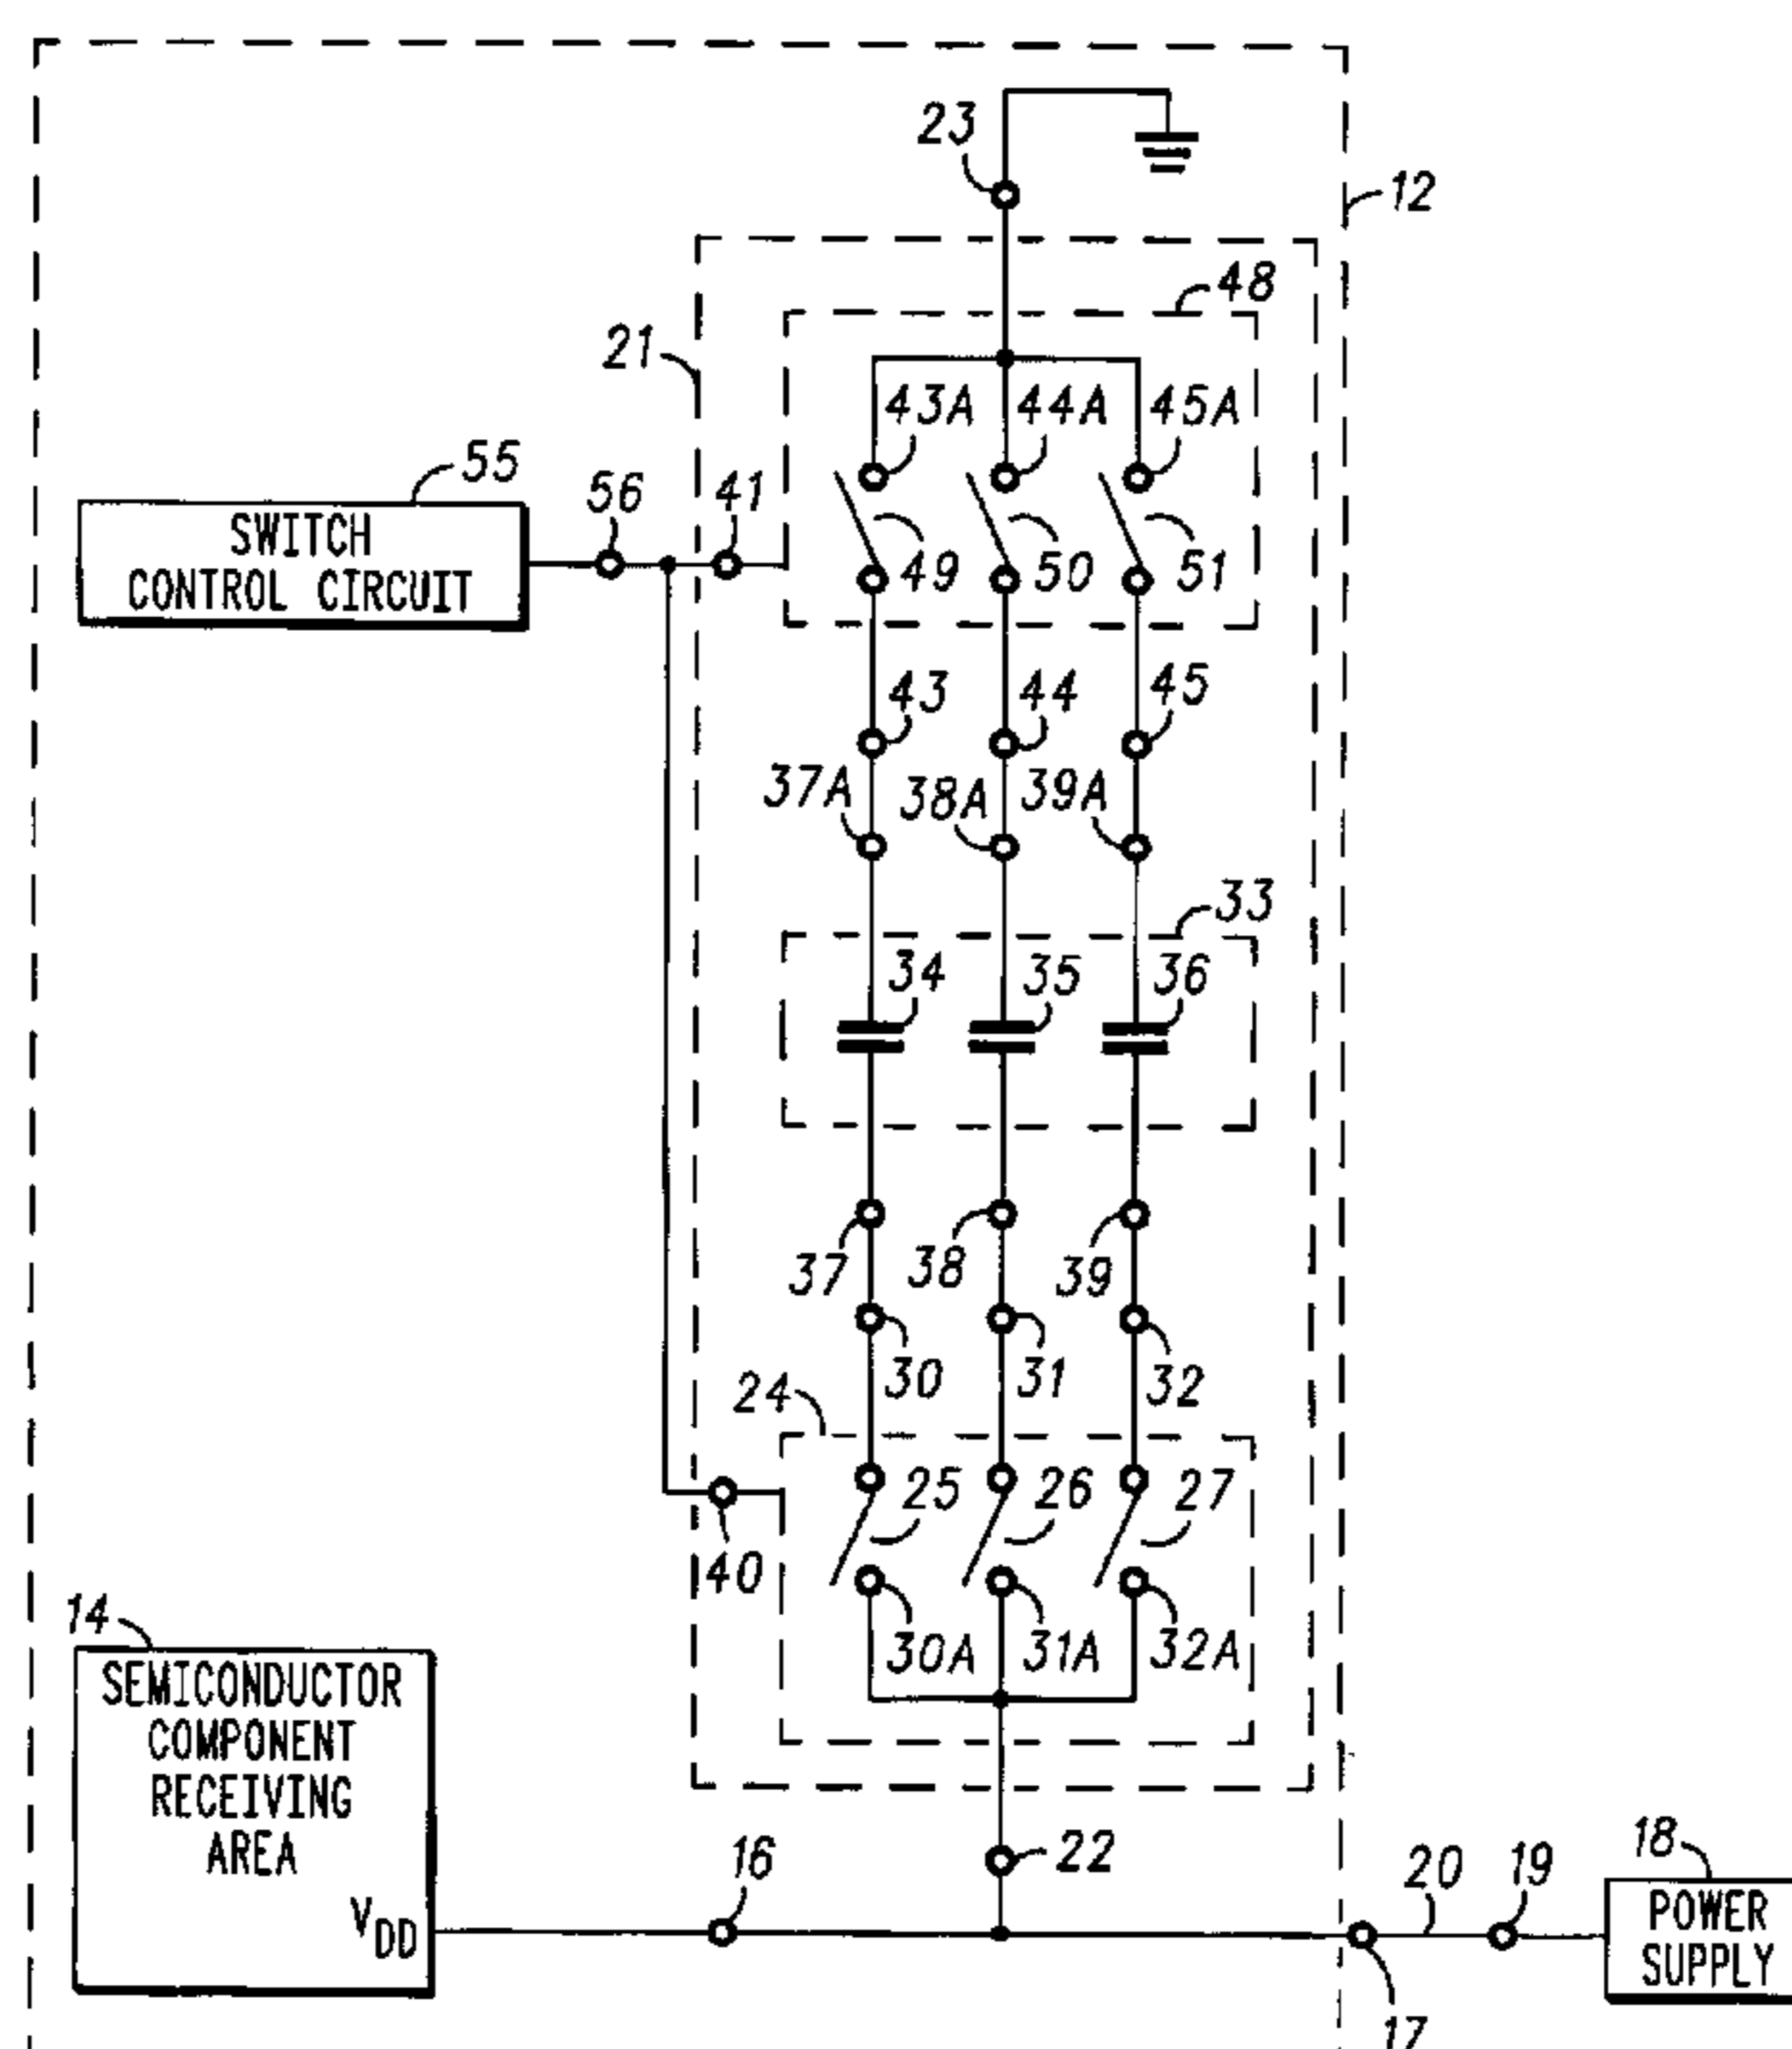 23
12
48
21
43A 44A 45A
55
56 41
SWITCH
CONTROL CIRCUIT
49 50 51
43 44 45
37A 38A 39A
33
34 35 36
37 38 39
30 31 32
24
25 26 27
40
14
30A 31A 32A
SEMICONDUCTOR
COMPONENT
RECEIVING
AREA
VDD
16 22
20 19 18
POWER
SUPPLY
17